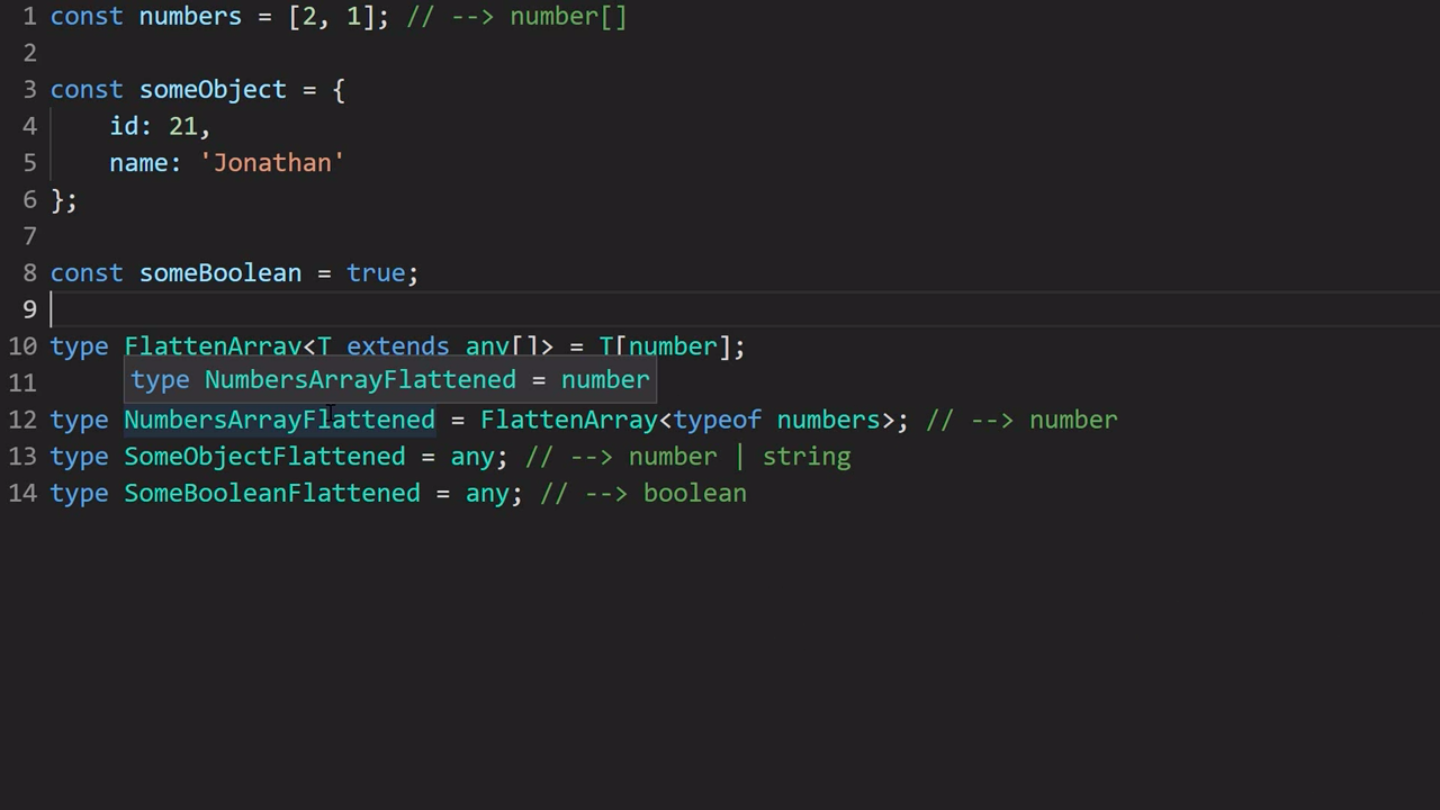 1 const numbers = [2, 1]; // --> number[]
2
3 const someObject = {
4     id: 21,
5     name: 'Jonathan'
6 };
7
8 const someBoolean = true;
9
10 type FlattenArray<T extends any[]> = T[number];
11
type NumbersArrayFlattened = number
12 type NumbersArrayFlattened = FlattenArray<typeof numbers>; // --> number
13 type SomeObjectFlattened = any; // --> number | string
14 type SomeBooleanFlattened = any; // --> boolean